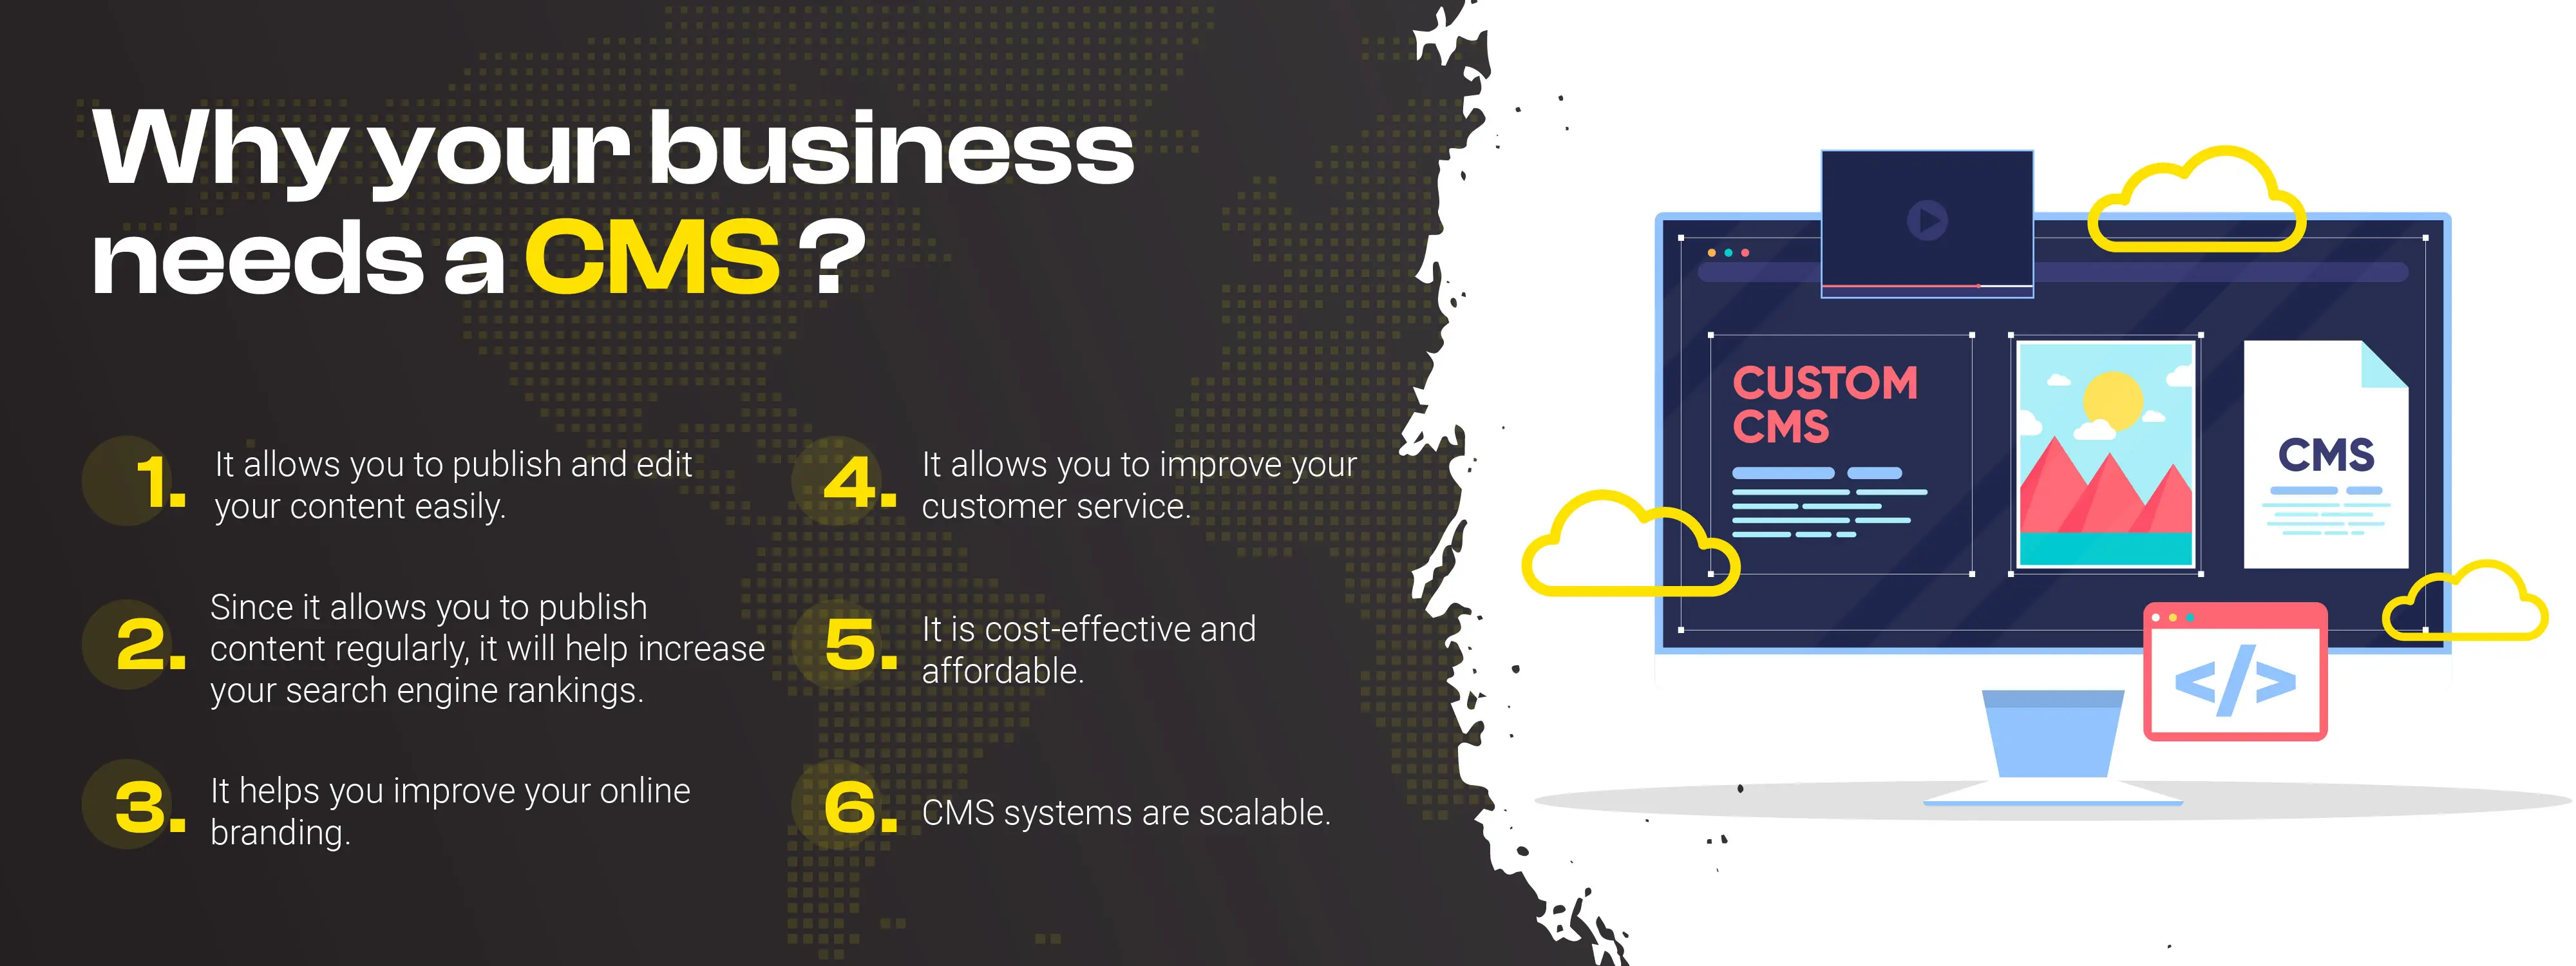 Why your business
needs a CMS ?
1.
It allows you to publish and edit
your content easily.
2.
Since it allows you to publish
content regularly, it will help increase
your search engine rankings.
3.
It helps you improve your online
branding.
4.
It allows you to improve your
customer service.
5.
It is cost-effective and
affordable.
6.
CMS systems are scalable.
CUSTOM
CMS
CMS
</>